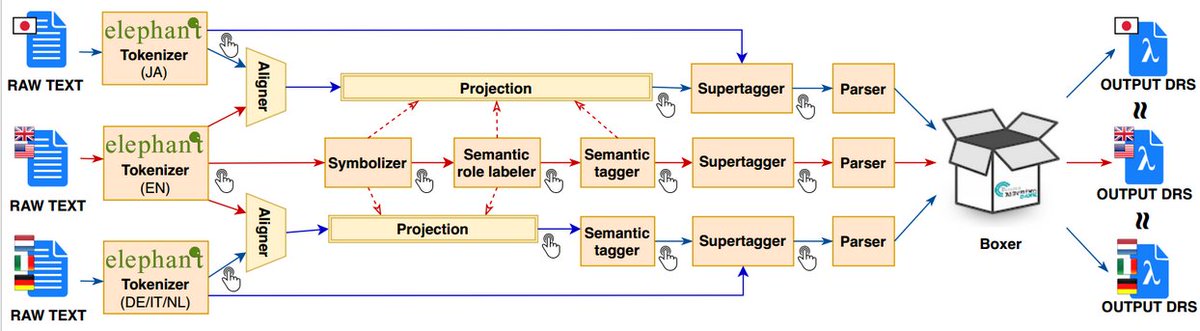 RAW TEXT
elephant
Tokenizer
(JA)
Aligner
Projection
Supertagger
Parser
OUTPUT DRS
≈
RAW TEXT
elephant
Tokenizer
(EN)
Symbolizer
Semantic
role labeler
Semantic
tagger
Supertagger
Parser
Boxer
λ
OUTPUT DRS
≈
RAW TEXT
elephant
Tokenizer
(DE/IT/NL)
Aligner
Projection
Semantic
tagger
Supertagger
Parser
λ
OUTPUT DRS
λ